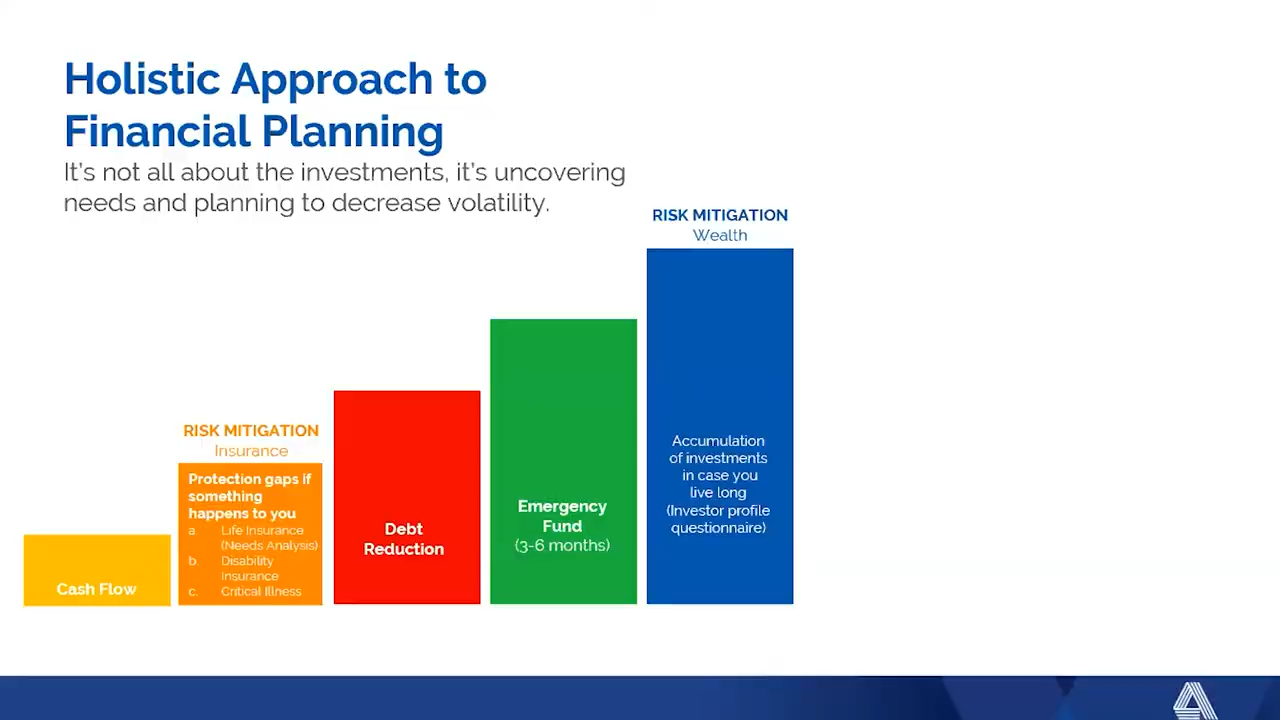 Holistic Approach to
Financial Planning
It's not all about the investments, it's uncovering
needs and planning to decrease volatility.
Cash Flow
RISK MITIGATION
Insurance
Protection gaps if
something
happens to you
a. Life Insurance
(Needs Analysis)
b. Disability
Insurance
c. Critical Illness
Debt
Reduction
Emergency
Fund
(3-6 months)
RISK MITIGATION
Wealth
Accumulation
of investments
in case you
live long
(Investor profile
questionnaire)